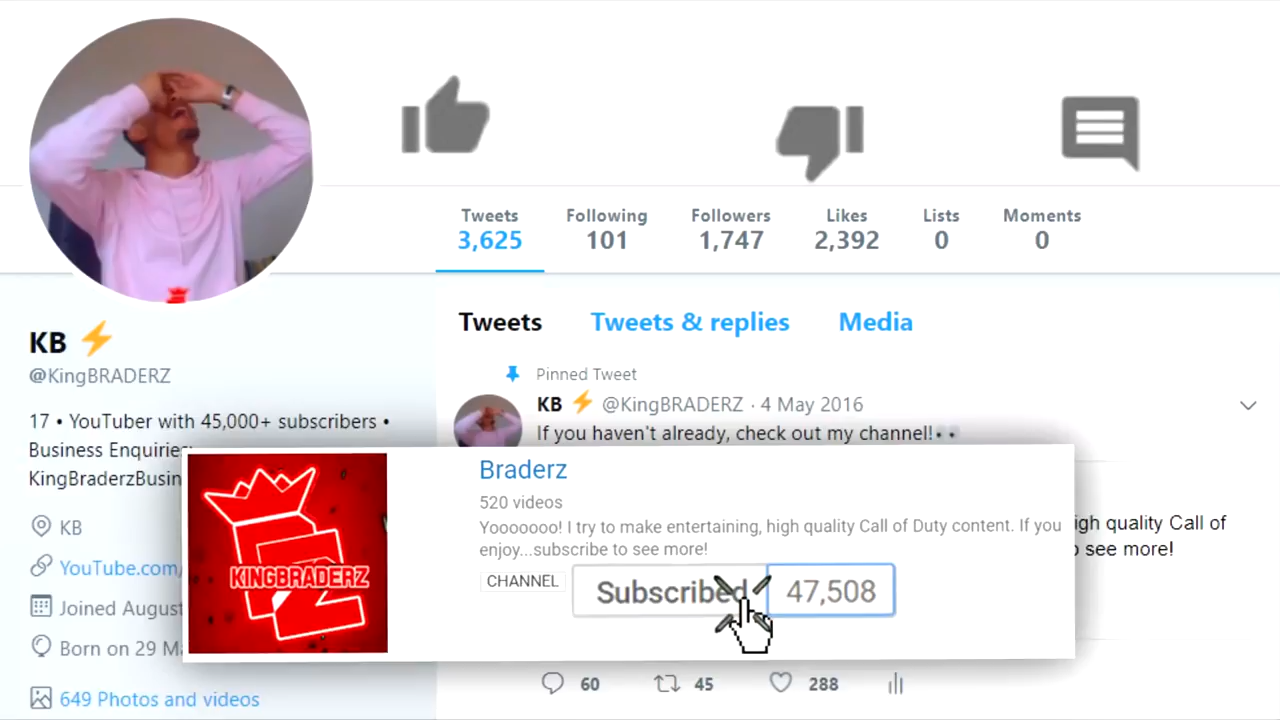 Tweets Following Followers Likes Lists Moments
3,625 101 1,747 2,392 0 0
Tweets Tweets & replies Media
Pinned Tweet
KB ⚡ @KingBRADERZ · 4 May 2016
If you haven't already, check out my channel!👀
KB ⚡
@KingBRADERZ
17 • YouTuber with 45,000+ subscribers •
Business Enquiries
KingBraderzBusin
KB
YouTube.com/
Joined August
Born on 29
649 Photos and videos
KINGBRADERZ
Braderz
520 videos
Yooooooo! I try to make entertaining, high quality Call of Duty content. If you
enjoy...subscribe to see more!
CHANNEL Subscribed 47,508
igh quality Call of
see more!
60 45 288